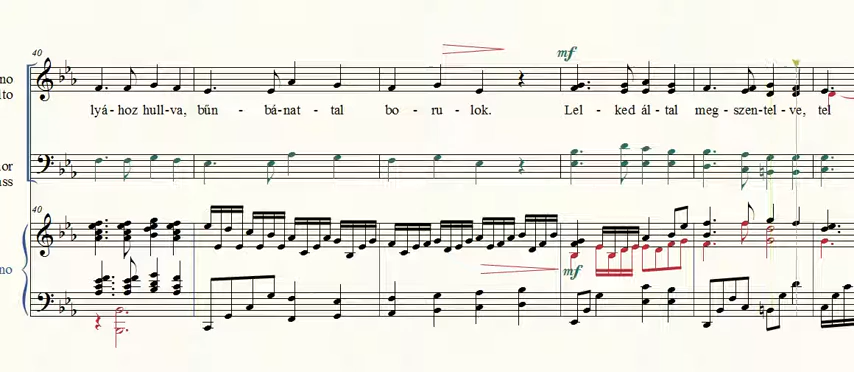 40
mf
no
to
lyá - hoz hull - va, bűn - bá - nat - tal bo - ru - lok. Lel - ked ál - tal meg - szen - tel - ve, tel
or
ass
40
no
mf